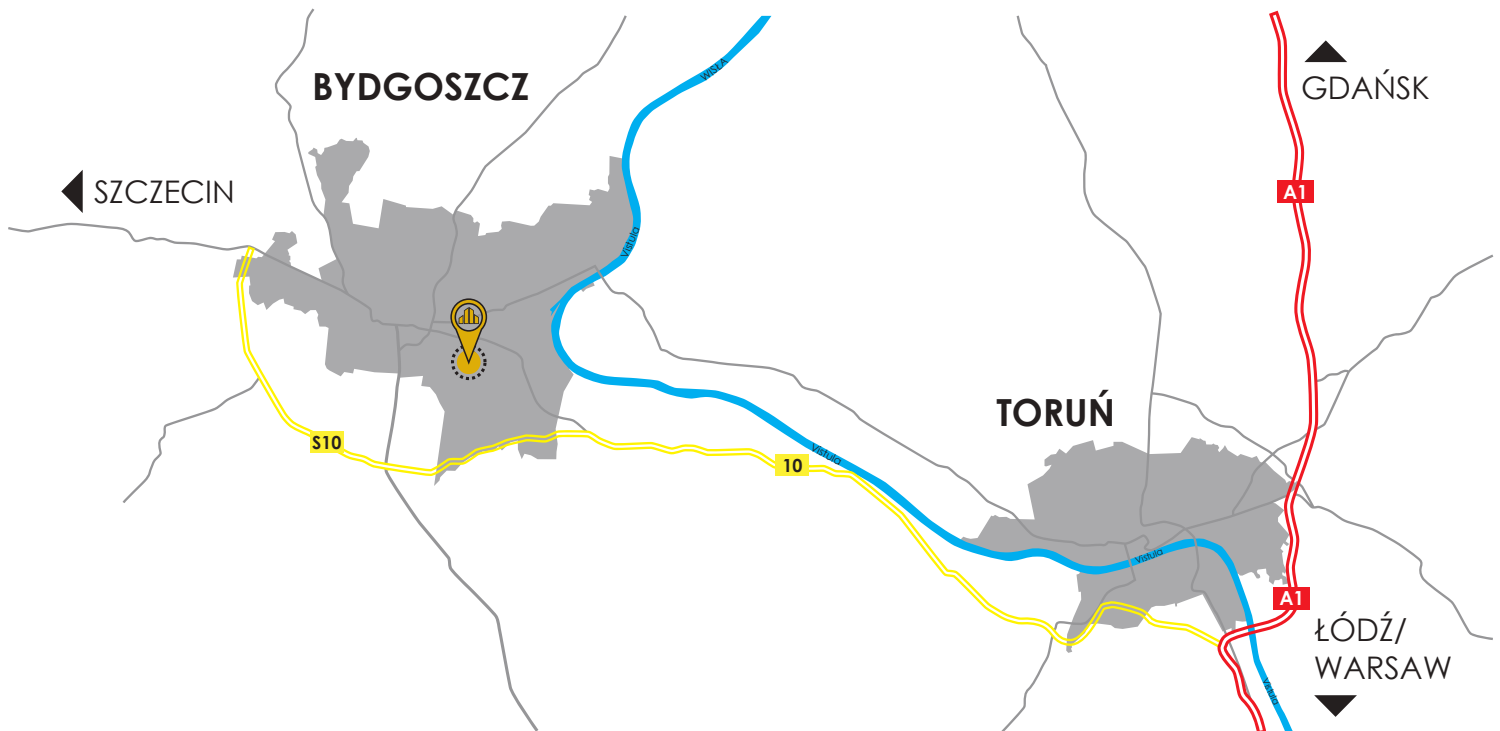 WISŁA
BYDGOSZCZ
GDAŃSK
SZCZECIN
A1
Vistula
TORUŃ
S10
Vistula
10
Vistula
A1
ŁÓDŹ/
WARSAW
Vistula